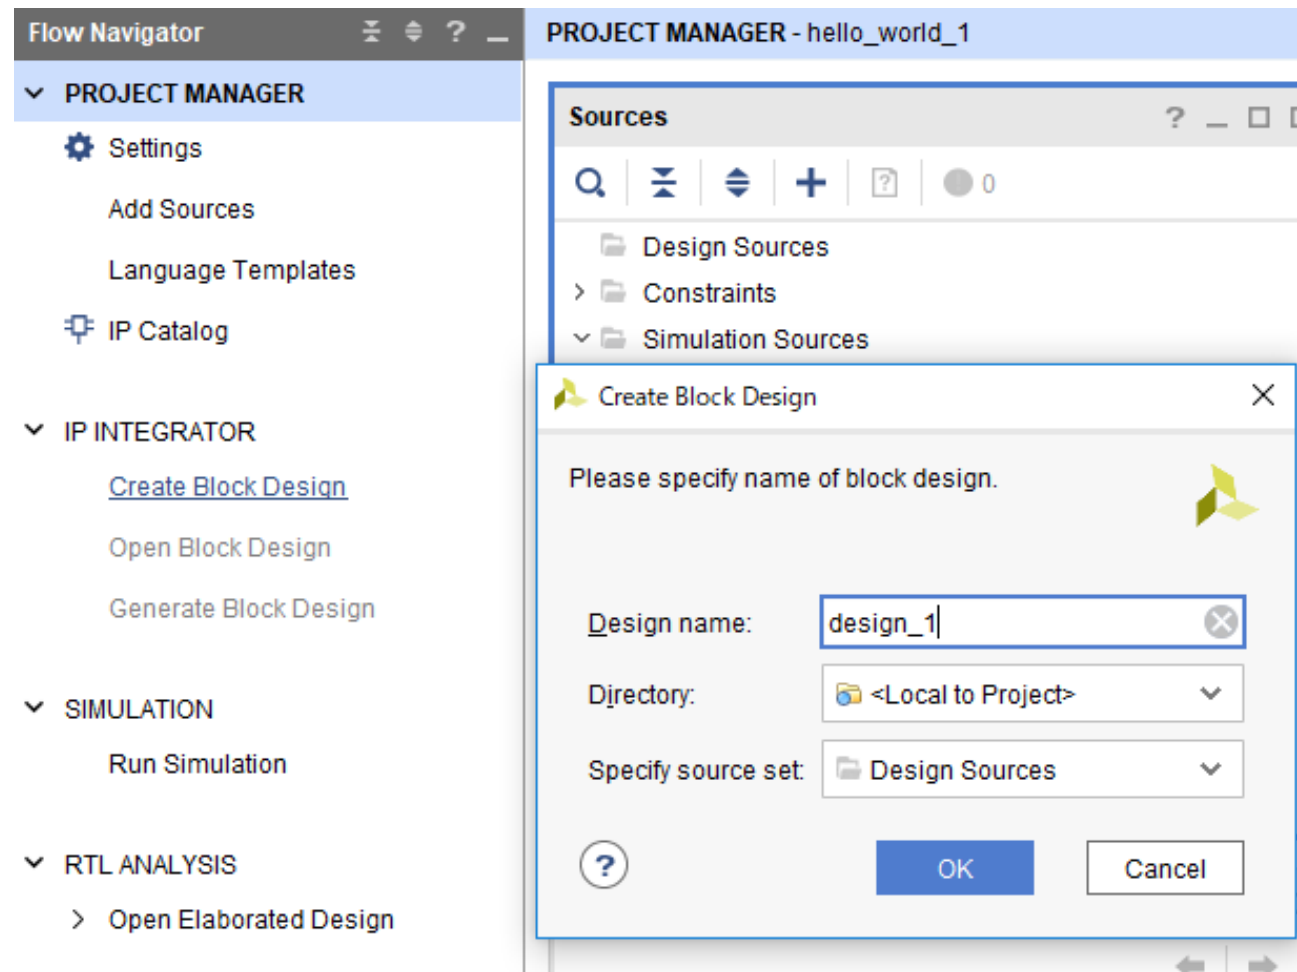 Flow Navigator
?
PROJECT MANAGER - hello_world_1
PROJECT MANAGER
Settings
Add Sources
Language Templates
IP Catalog
IP INTEGRATOR
Create Block Design
Open Block Design
Generate Block Design
SIMULATION
Run Simulation
RTL ANALYSIS
Open Elaborated Design
Sources
?
? 0
Design Sources
Constraints
Simulation Sources
Create Block Design
Please specify name of block design.
Design name: design_1
Directory: <Local to Project>
Specify source set: Design Sources
? OK Cancel